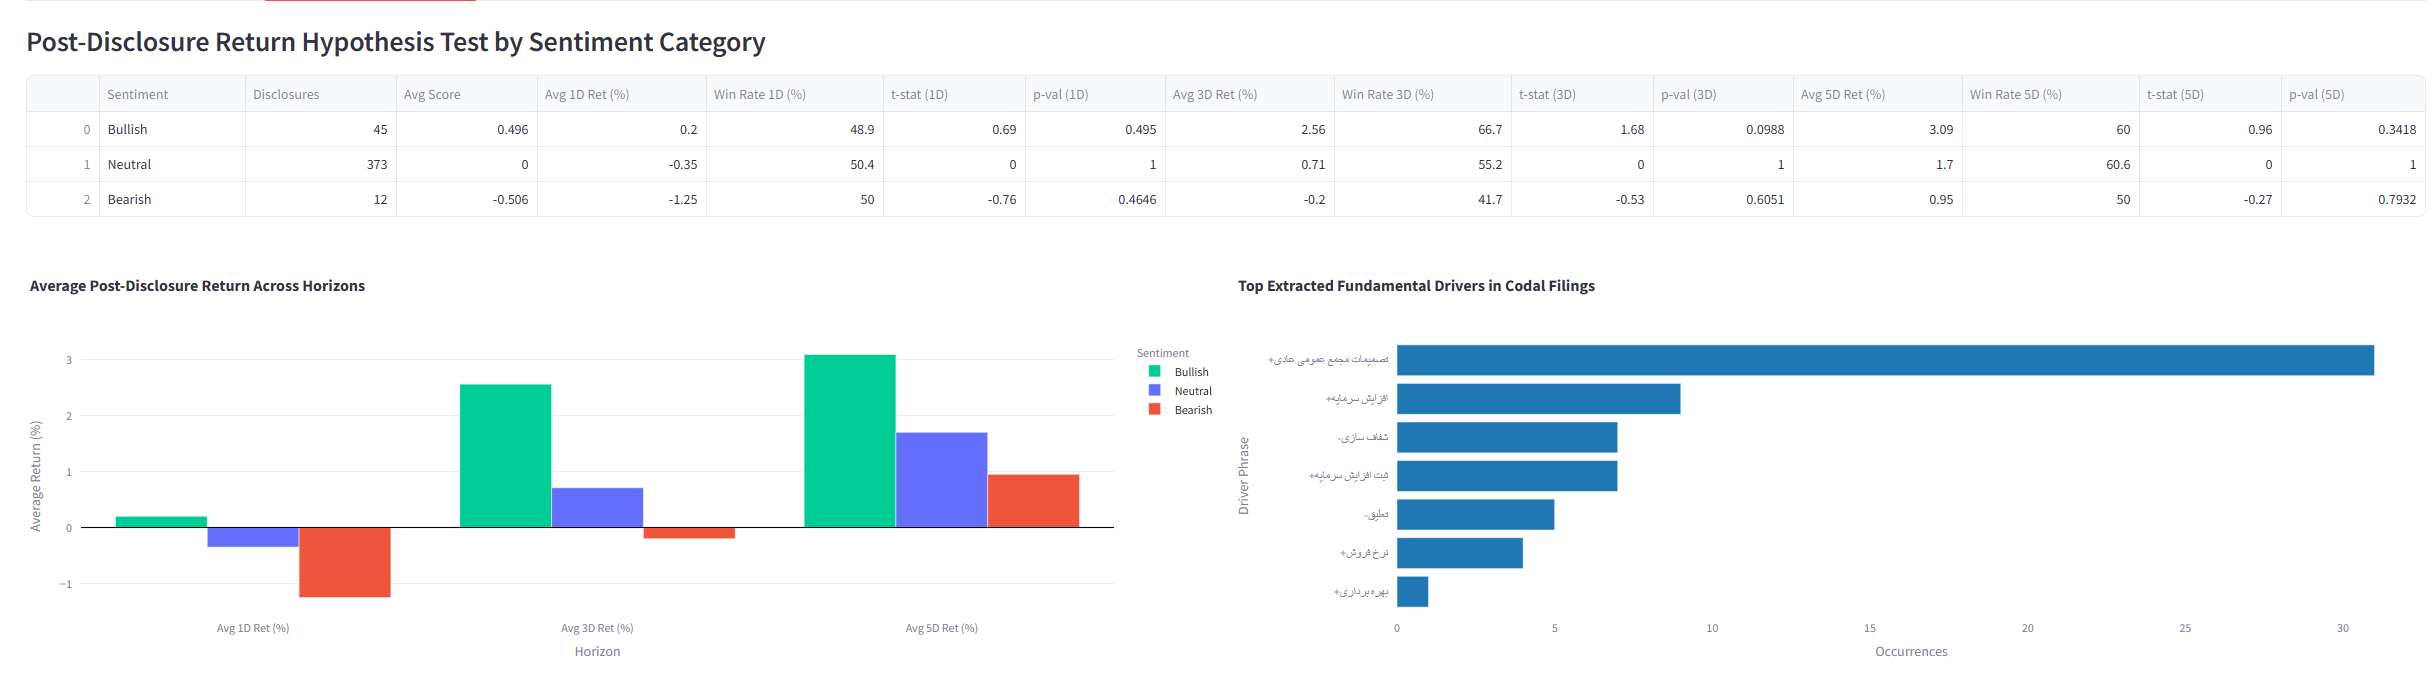 Post-Disclosure Return Hypothesis Test by Sentiment Category
Sentiment Disclosures Avg Score Avg 1D Ret (%) Win Rate 1D (%) t-stat (1D) p-val (1D) Avg 3D Ret (%) Win Rate 3D (%) t-stat (3D) p-val (3D) Avg 5D Ret (%) Win Rate 5D (%) t-stat (5D) p-val (5D)
0 Bullish 45 0.496 0.2 48.9 0.69 0.495 2.56 66.7 1.68 0.0988 3.09 60 0.96 0.3418
1 Neutral 373 0 -0.35 50.4 0 1 0.71 55.2 0 1 1.7 60.6 0 1
2 Bearish 12 -0.506 -1.25 50 -0.76 0.4646 -0.2 41.7 -0.53 0.6051 0.95 50 -0.27 0.7932
Average Post-Disclosure Return Across Horizons
Average Return (%)
3
2
1
0
−1
Avg 1D Ret (%) Avg 3D Ret (%) Avg 5D Ret (%)
Horizon
Sentiment
Bullish
Neutral
Bearish
Top Extracted Fundamental Drivers in Codal Filings
Driver Phrase
تصمیمات مجمع عمومی عادی+
افزایش سرمایه+
شفاف سازی-
ثبت افزایش سرمایه+
تعلیق-
نرخ فروش+
بهره برداری+
0 5 10 15 20 25 30
Occurrences